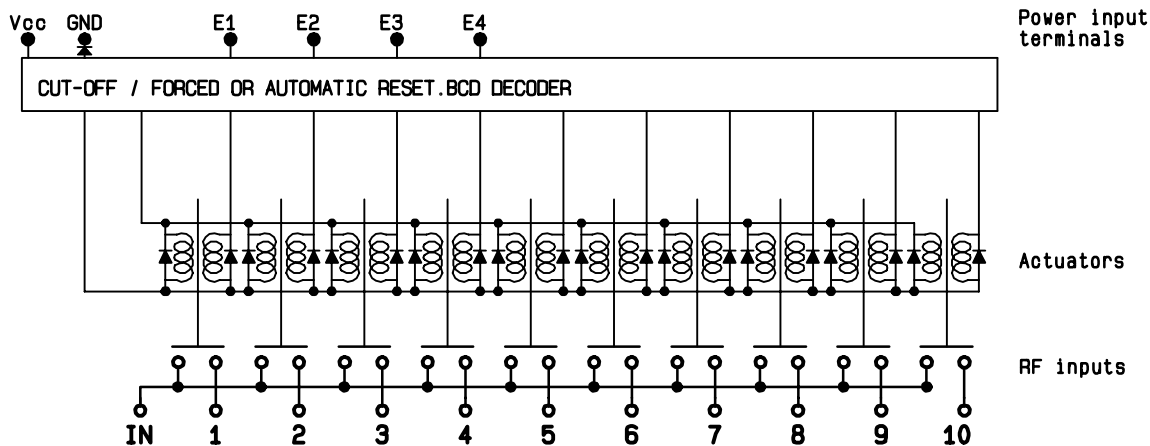 Vcc GND E1 E2 E3 E4 Power input
terminals
CUT-OFF / FORCED OR AUTOMATIC RESET.BCD DECODER
Actuators
RF inputs
IN 1 2 3 4 5 6 7 8 9 10